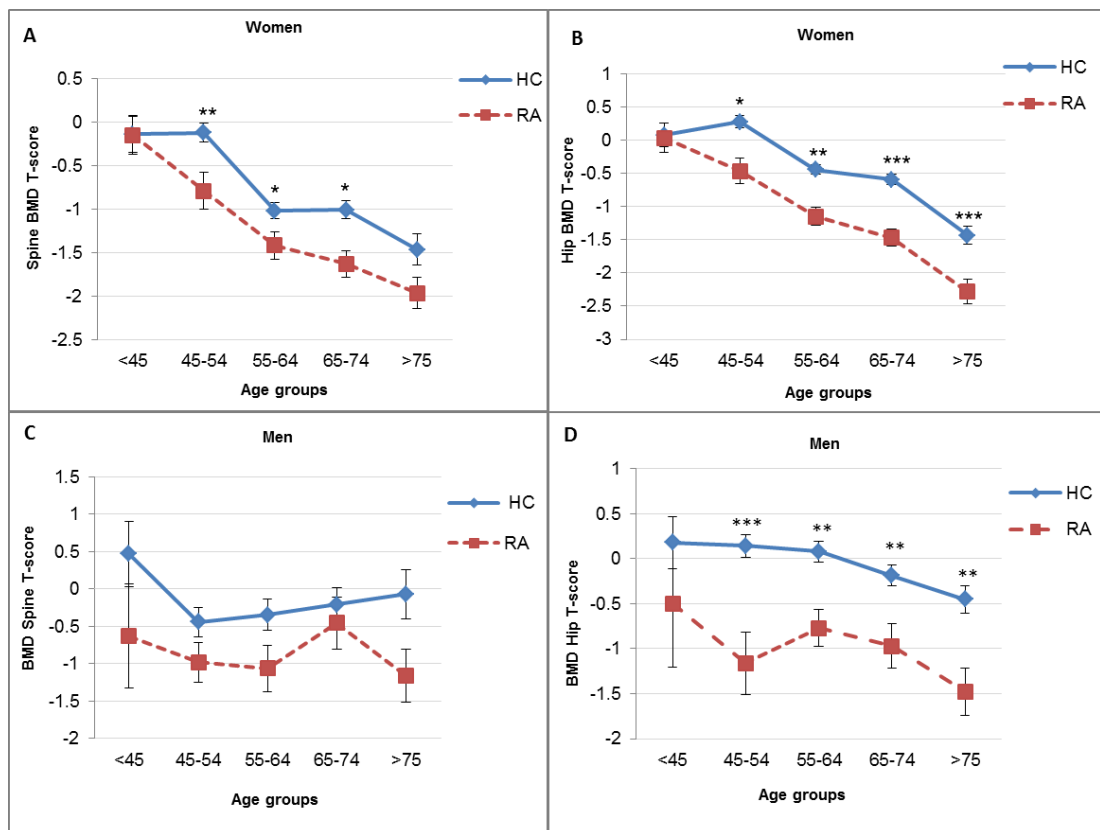 A
Women
Spine BMD T-score
0.5
0
-0.5
-1
-1.5
-2
-2.5
**
*
*
HC
RA
<45 45-54 55-64 65-74 >75
Age groups
B
Women
Hip BMD T-score
1
0.5
0
-0.5
-1
-1.5
-2
-2.5
-3
*
**
***
***
HC
RA
<45 45-54 55-64 65-74 >75
Age groups
C
Men
BMD Spine T-score
1.5
1
0.5
0
-0.5
-1
-1.5
-2
HC
RA
<45 45-54 55-64 65-74 >75
Age groups
D
Men
BMD Hip T-score
1
0.5
0
-0.5
-1
-1.5
-2
***
**
**
**
HC
RA
<45 45-54 55-64 65-74 >75
Age groups